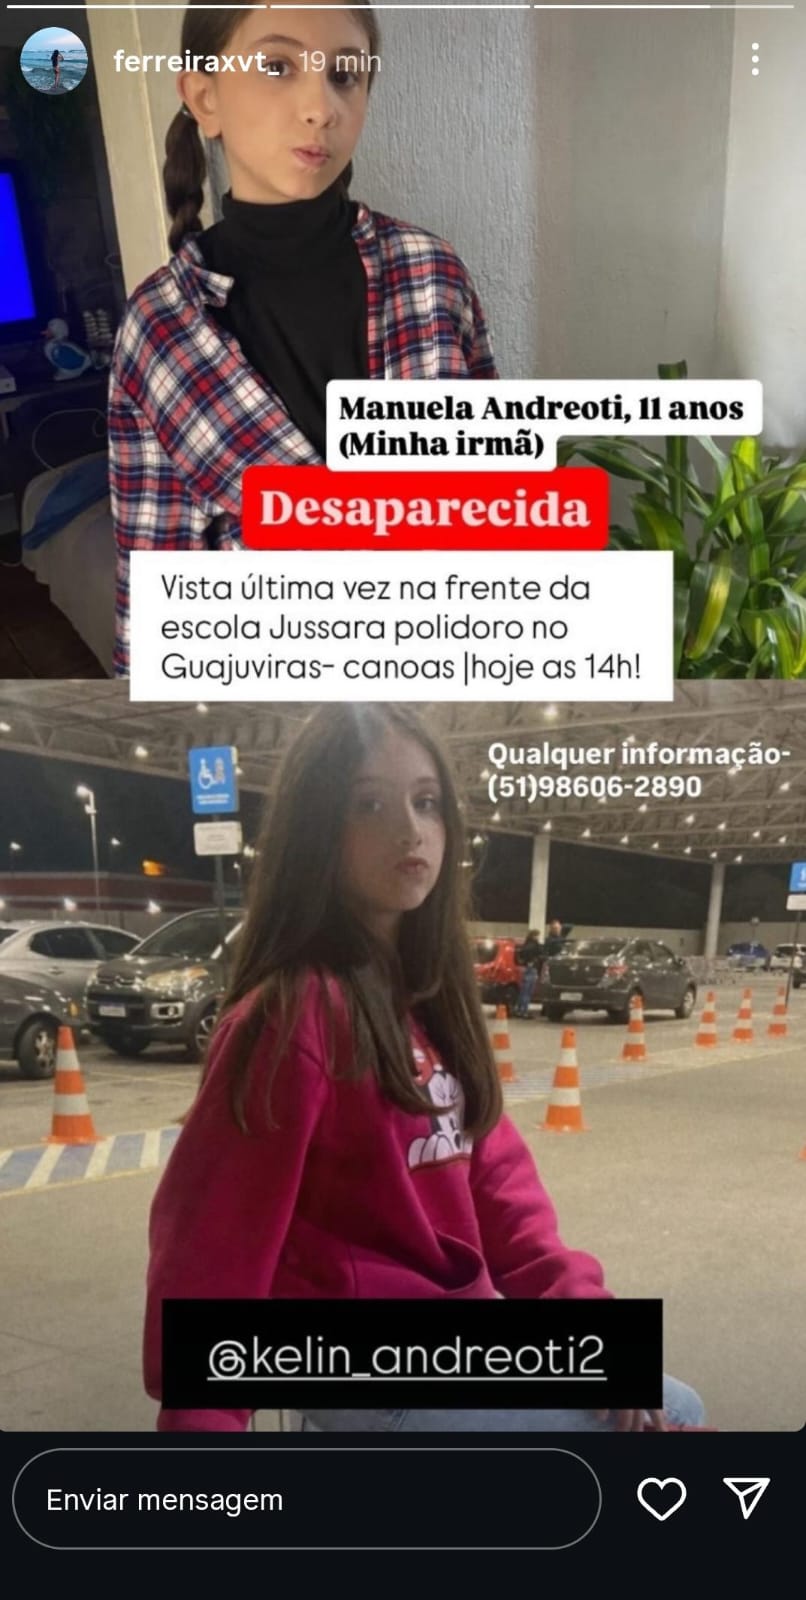 ferreiraxvt_ 19 min
Manuela Andreoti, 11 anos
(Minha irmã)
Desaparecida
Vista última vez na frente da
escola Jussara polidoro no
Guajuviras- canoas |hoje as 14h!
Qualquer informação-
(51)98606-2890
@kelin_andreoti2
Enviar mensagem